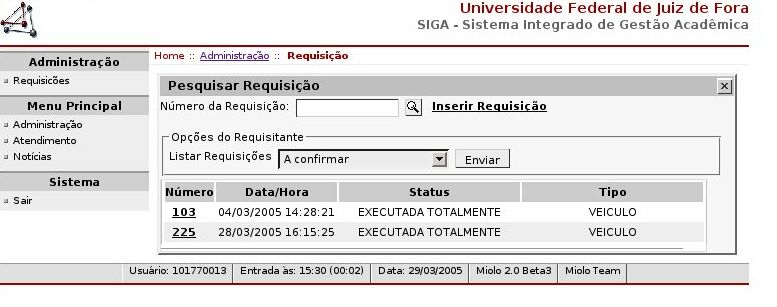 Universidade Federal de Juiz de Fora
SIGA - Sistema Integrado de Gestão Acadêmica
Home :: Administração :: Requisição
Administração
Requisicões
Menu Principal
Administração
Atendimento
Notícias
Sistema
Sair
Pesquisar Requisição
Número da Requisição: Inserir Requisição
Opções do Requisitante
Listar Requisições A confirmar Enviar
Número Data/Hora Status Tipo
103 04/03/2005 14:28:21 EXECUTADA TOTALMENTE VEICULO
225 28/03/2005 16:15:25 EXECUTADA TOTALMENTE VEICULO
Usuário: 101770013 Entrada às: 15:30 (00:02) Data: 29/03/2005 Miolo 2.0 Beta3 Miolo Team